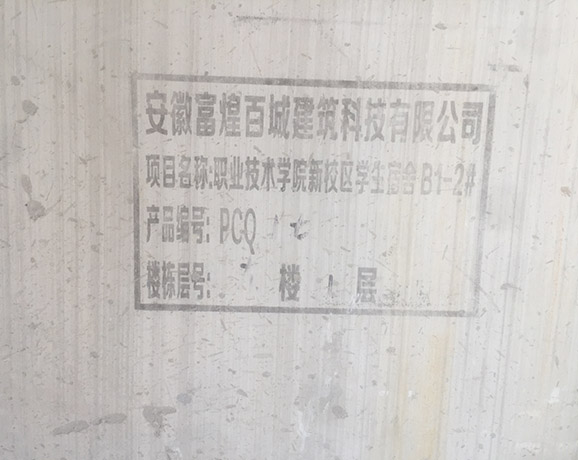 安徽富煌百城建筑科技有限公司
项目名称:职业技术学院新校区学生宿舍B1-2#
产品编号: PCQ
楼栋层号: 楼 层